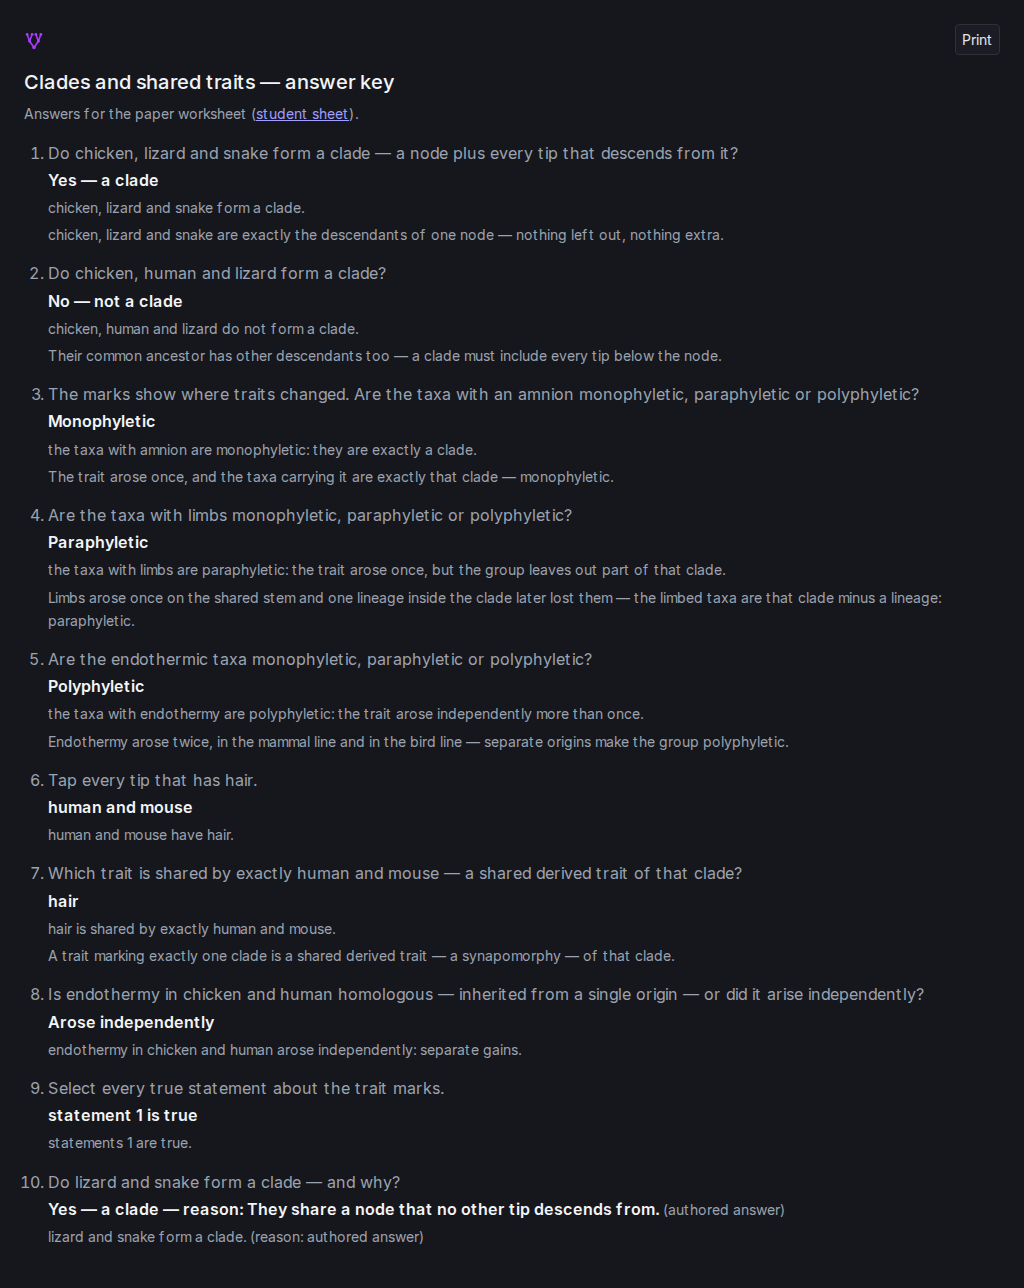 Print
Clades and shared traits — answer key
Answers for the paper worksheet (student sheet).
1. Do chicken, lizard and snake form a clade — a node plus every tip that descends from it?
Yes — a clade
chicken, lizard and snake form a clade.
chicken, lizard and snake are exactly the descendants of one node — nothing left out, nothing extra.
2. Do chicken, human and lizard form a clade?
No — not a clade
chicken, human and lizard do not form a clade.
Their common ancestor has other descendants too — a clade must include every tip below the node.
3. The marks show where traits changed. Are the taxa with an amnion monophyletic, paraphyletic or polyphyletic?
Monophyletic
the taxa with amnion are monophyletic: they are exactly a clade.
The trait arose once, and the taxa carrying it are exactly that clade — monophyletic.
4. Are the taxa with limbs monophyletic, paraphyletic or polyphyletic?
Paraphyletic
the taxa with limbs are paraphyletic: the trait arose once, but the group leaves out part of that clade.
Limbs arose once on the shared stem and one lineage inside the clade later lost them — the limbed taxa are that clade minus a lineage:
paraphyletic.
5. Are the endothermic taxa monophyletic, paraphyletic or polyphyletic?
Polyphyletic
the taxa with endothermy are polyphyletic: the trait arose independently more than once.
Endothermy arose twice, in the mammal line and in the bird line — separate origins make the group polyphyletic.
6. Tap every tip that has hair.
human and mouse
human and mouse have hair.
7. Which trait is shared by exactly human and mouse — a shared derived trait of that clade?
hair
hair is shared by exactly human and mouse.
A trait marking exactly one clade is a shared derived trait — a synapomorphy — of that clade.
8. Is endothermy in chicken and human homologous — inherited from a single origin — or did it arise independently?
Arose independently
endothermy in chicken and human arose independently: separate gains.
9. Select every true statement about the trait marks.
statement 1 is true
statements 1 are true.
10. Do lizard and snake form a clade — and why?
Yes — a clade — reason: They share a node that no other tip descends from. (authored answer)
lizard and snake form a clade. (reason: authored answer)